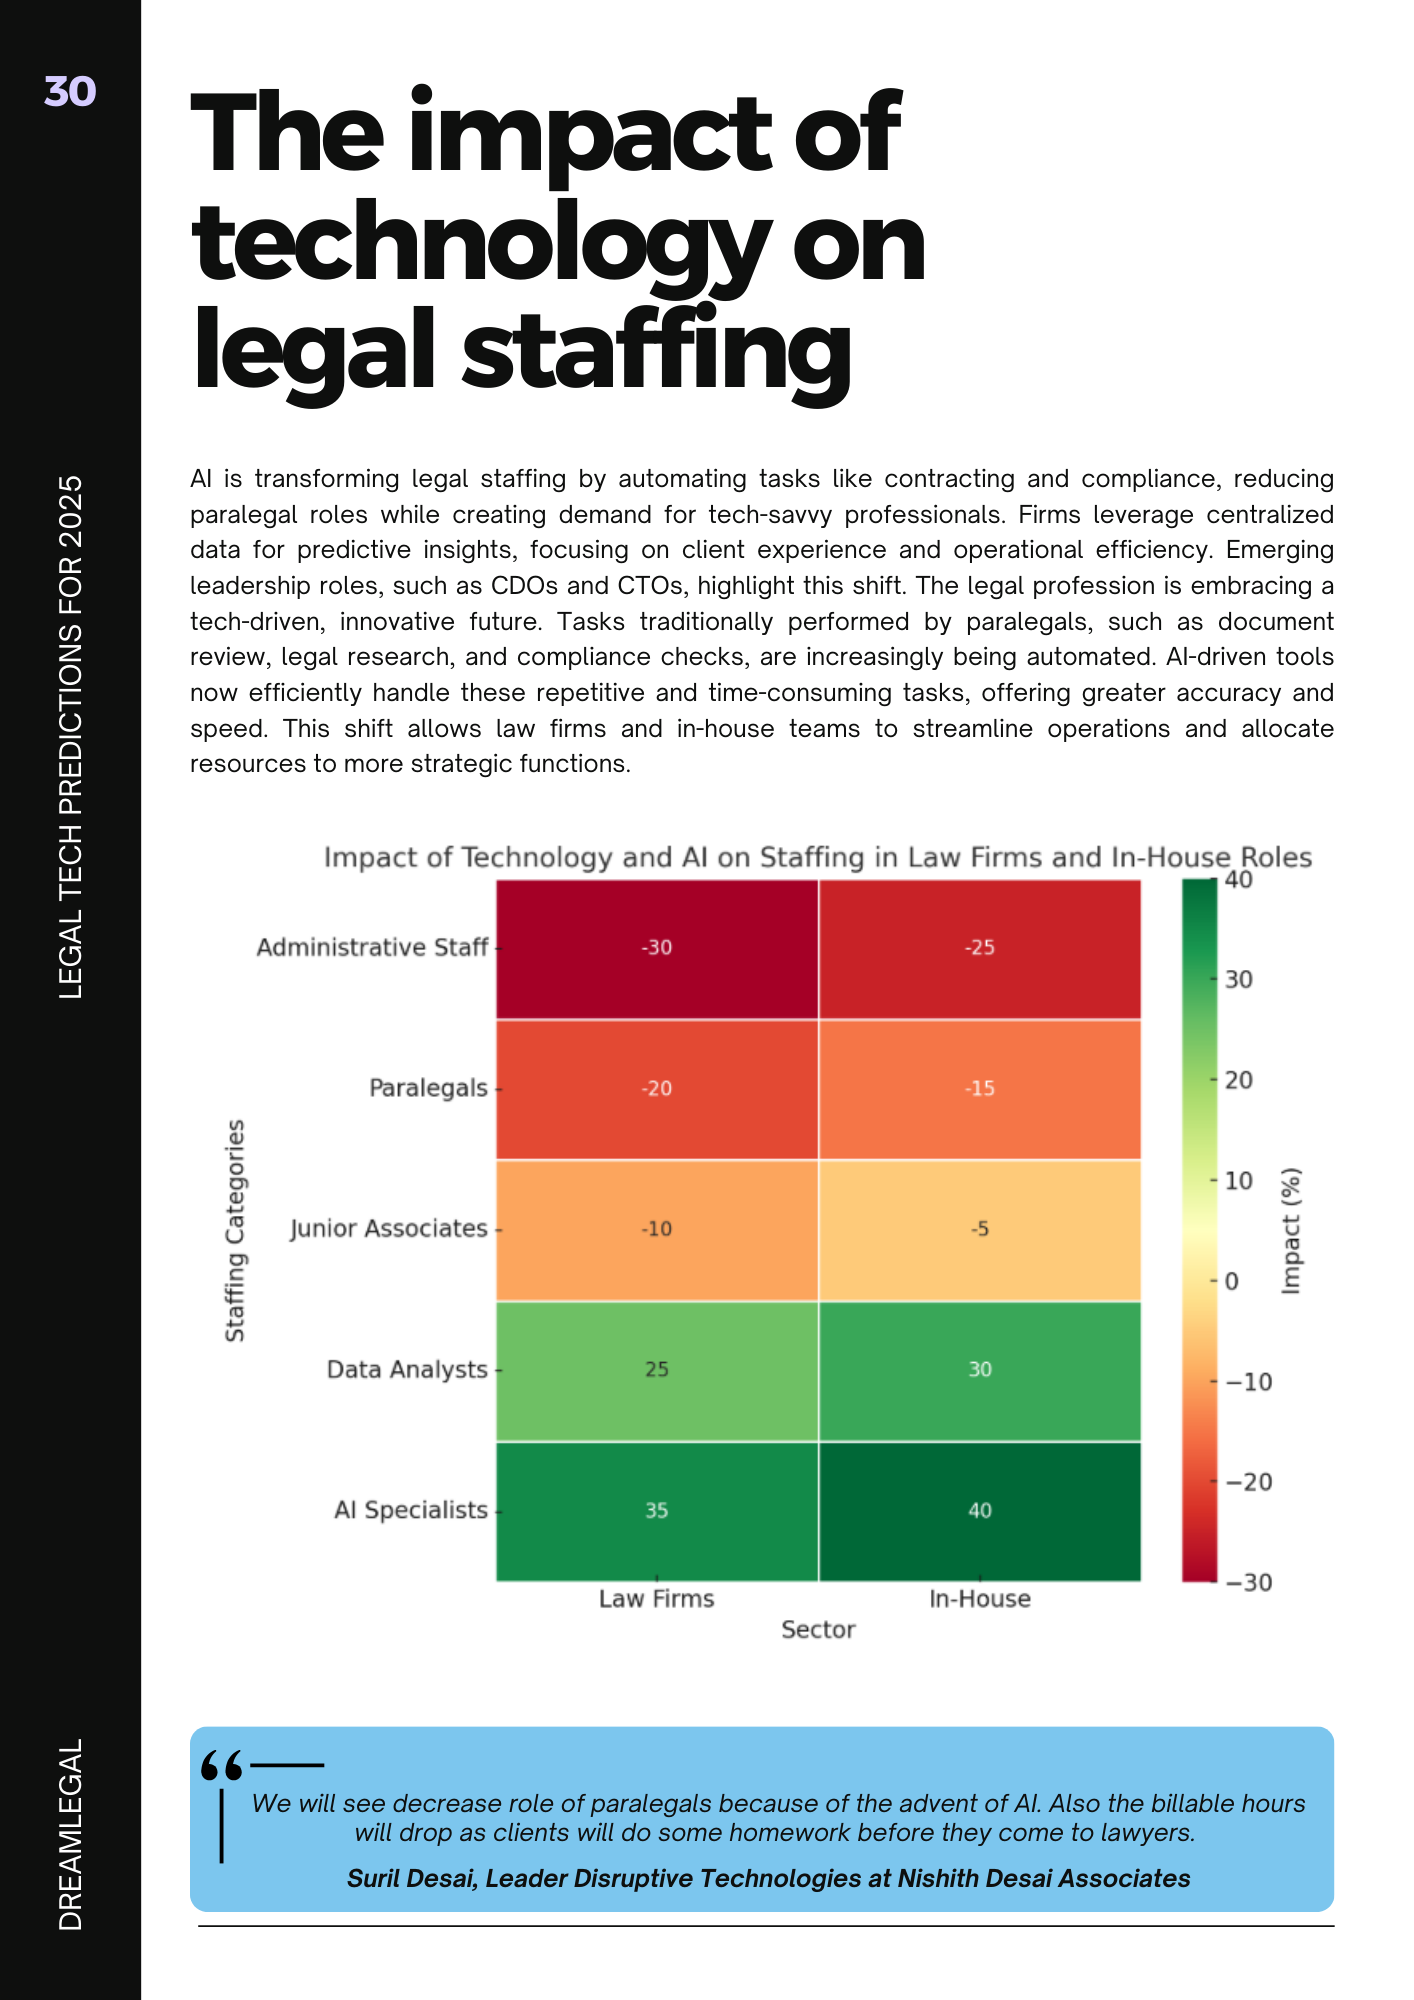 30
LEGAL TECH PREDICTIONS FOR 2025
DREAMLEGAL
The impact of
technology on
legal staffing
AI is transforming legal staffing by automating tasks like contracting and compliance, reducing
paralegal roles while creating demand for tech-savvy professionals. Firms leverage centralized
data for predictive insights, focusing on client experience and operational efficiency. Emerging
leadership roles, such as CDOs and CTOs, highlight this shift. The legal profession is embracing a
tech-driven, innovative future. Tasks traditionally performed by paralegals, such as document
review, legal research, and compliance checks, are increasingly being automated. AI-driven tools
now efficiently handle these repetitive and time-consuming tasks, offering greater accuracy and
speed. This shift allows law firms and in-house teams to streamline operations and allocate
resources to more strategic functions.
Impact of Technology and AI on Staffing in Law Firms and In-House Roles
Staffing Categories
Administrative Staff -30 -25
Paralegals -20 -15
Junior Associates -10 -5
Data Analysts 25 30
AI Specialists 35 40
Law Firms In-House
Sector
40
30
20
10
0
−10
−20
−30
Impact (%)
“
We will see decrease role of paralegals because of the advent of AI. Also the billable hours
will drop as clients will do some homework before they come to lawyers.
Suril Desai, Leader Disruptive Technologies at Nishith Desai Associates